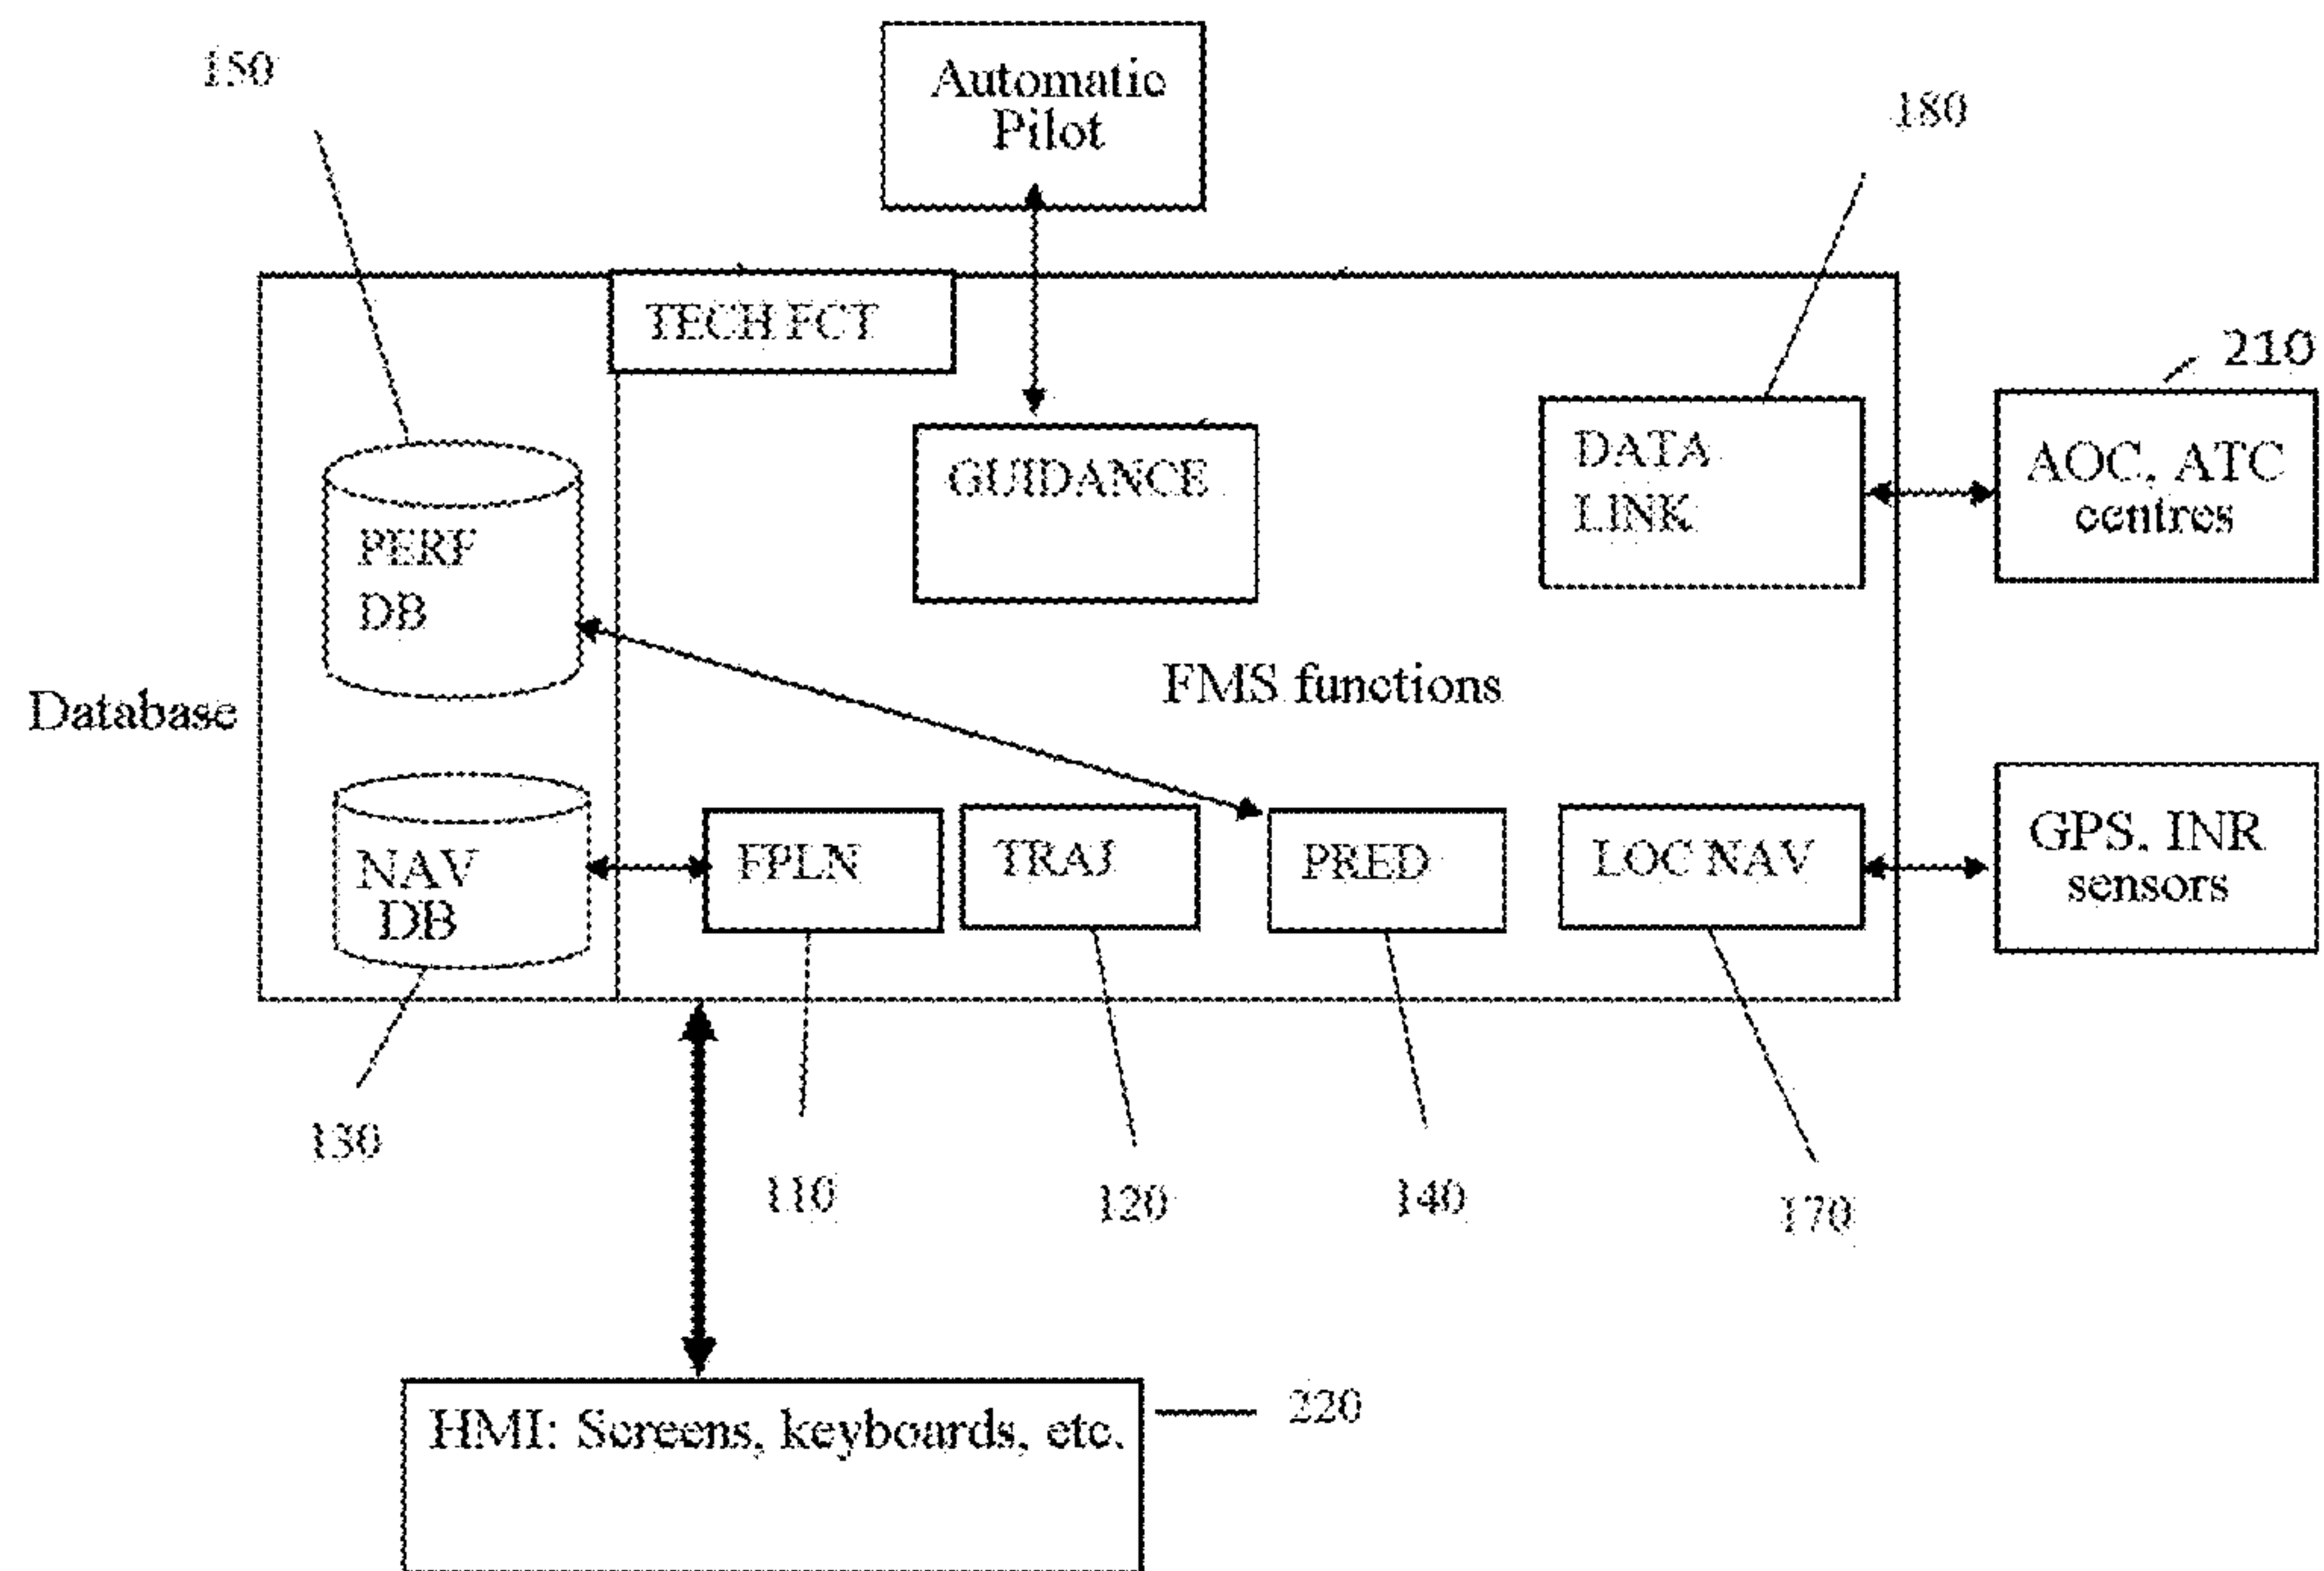 150
Automatic
Pilot
180
TECH FCT
210
GUIDANCE
DATA
LINK
AOC, ATC
centres
PERF
DB
FMS functions
Database
NAV
DB
FPLN
TRAJ
PRED
LOC NAV
GPS, INR
sensors
130
110
120
140
170
HMI: Screens, keyboards, etc.
220